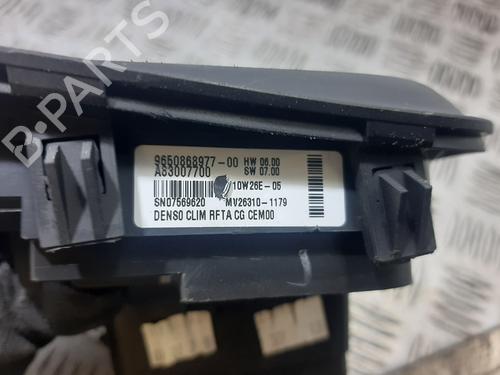 B-PARTS
9650868977-00 HW 06.00
A83007700 SW 07.00
10W26E-05
SN07569620 MV26310-1179
DENSO CLIM RFTA CG CEM00